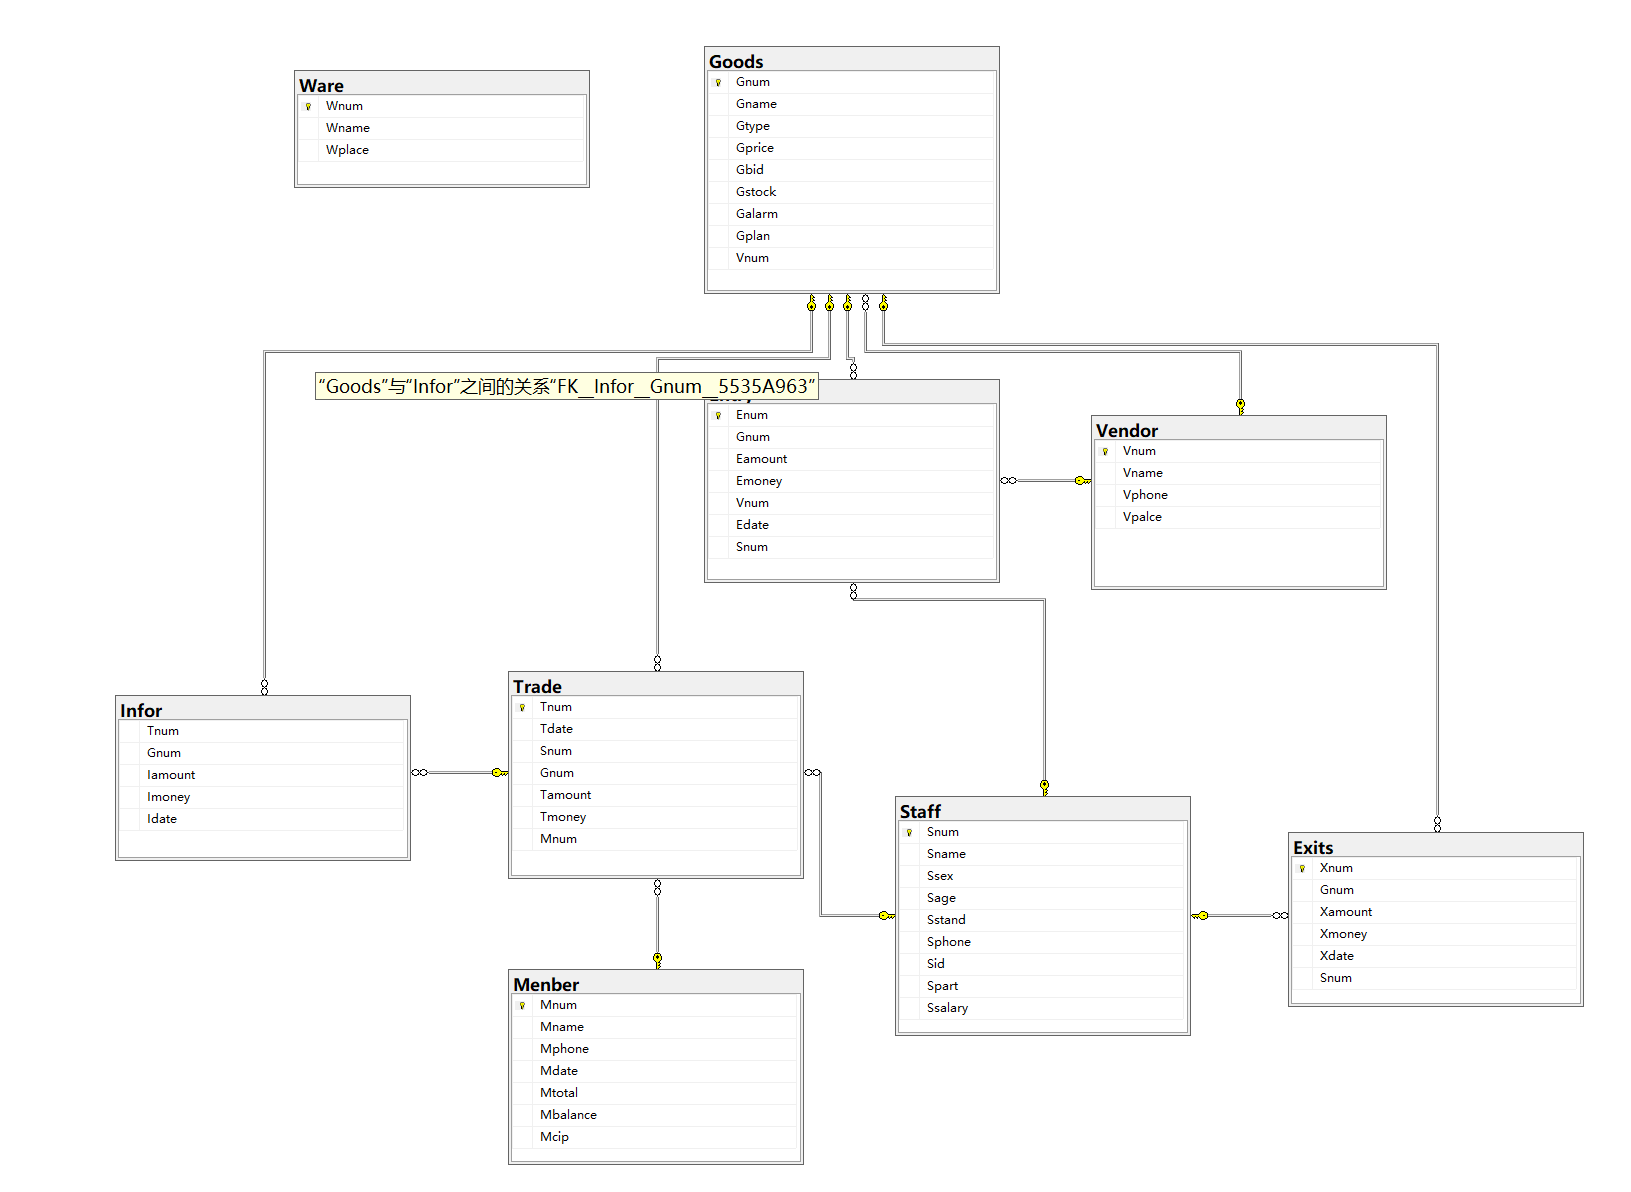 Ware
Wnum
Wname
Wplace
Goods
Gnum
Gname
Gtype
Gprice
Gbid
Gstock
Galarm
Gplan
Vnum
“Goods”与“Infor”之间的关系“FK__Infor__Gnum__5535A963”
Enum
Gnum
Eamount
Emoney
Vnum
Edate
Snum
Vendor
Vnum
Vname
Vphone
Vpalce
Infor
Tnum
Gnum
Iamount
Imoney
Idate
Trade
Tnum
Tdate
Snum
Gnum
Tamount
Tmoney
Mnum
Staff
Snum
Sname
Ssex
Sage
Sstand
Sphone
Sid
Spart
Ssalary
Exits
Xnum
Gnum
Xamount
Xmoney
Xdate
Snum
Menber
Mnum
Mname
Mphone
Mdate
Mtotal
Mbalance
Mcip